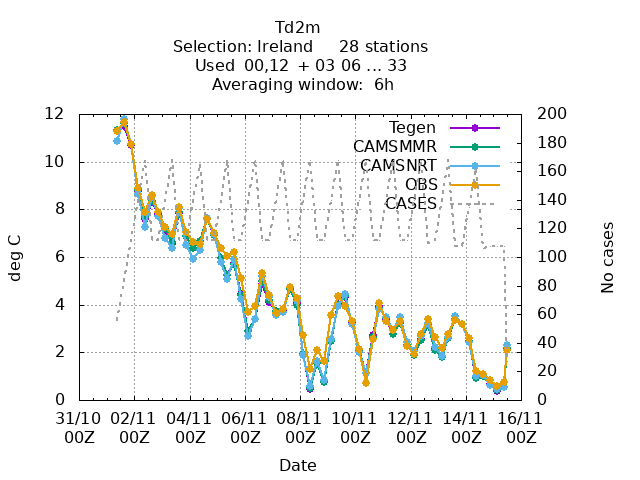 Td2m
Selection: Ireland 28 stations
Used 00,12 + 03 06 ... 33
Averaging window: 6h
12
10
8
6
4
2
0
deg C
200
180
160
140
120
100
80
60
40
20
0
No cases
Tegen
CAMSMMR
CAMSNRT
OBS
CASES
31/10 02/11 04/11 06/11 08/11 10/11 12/11 14/11 16/11
00Z 00Z 00Z 00Z 00Z 00Z 00Z 00Z 00Z
Date